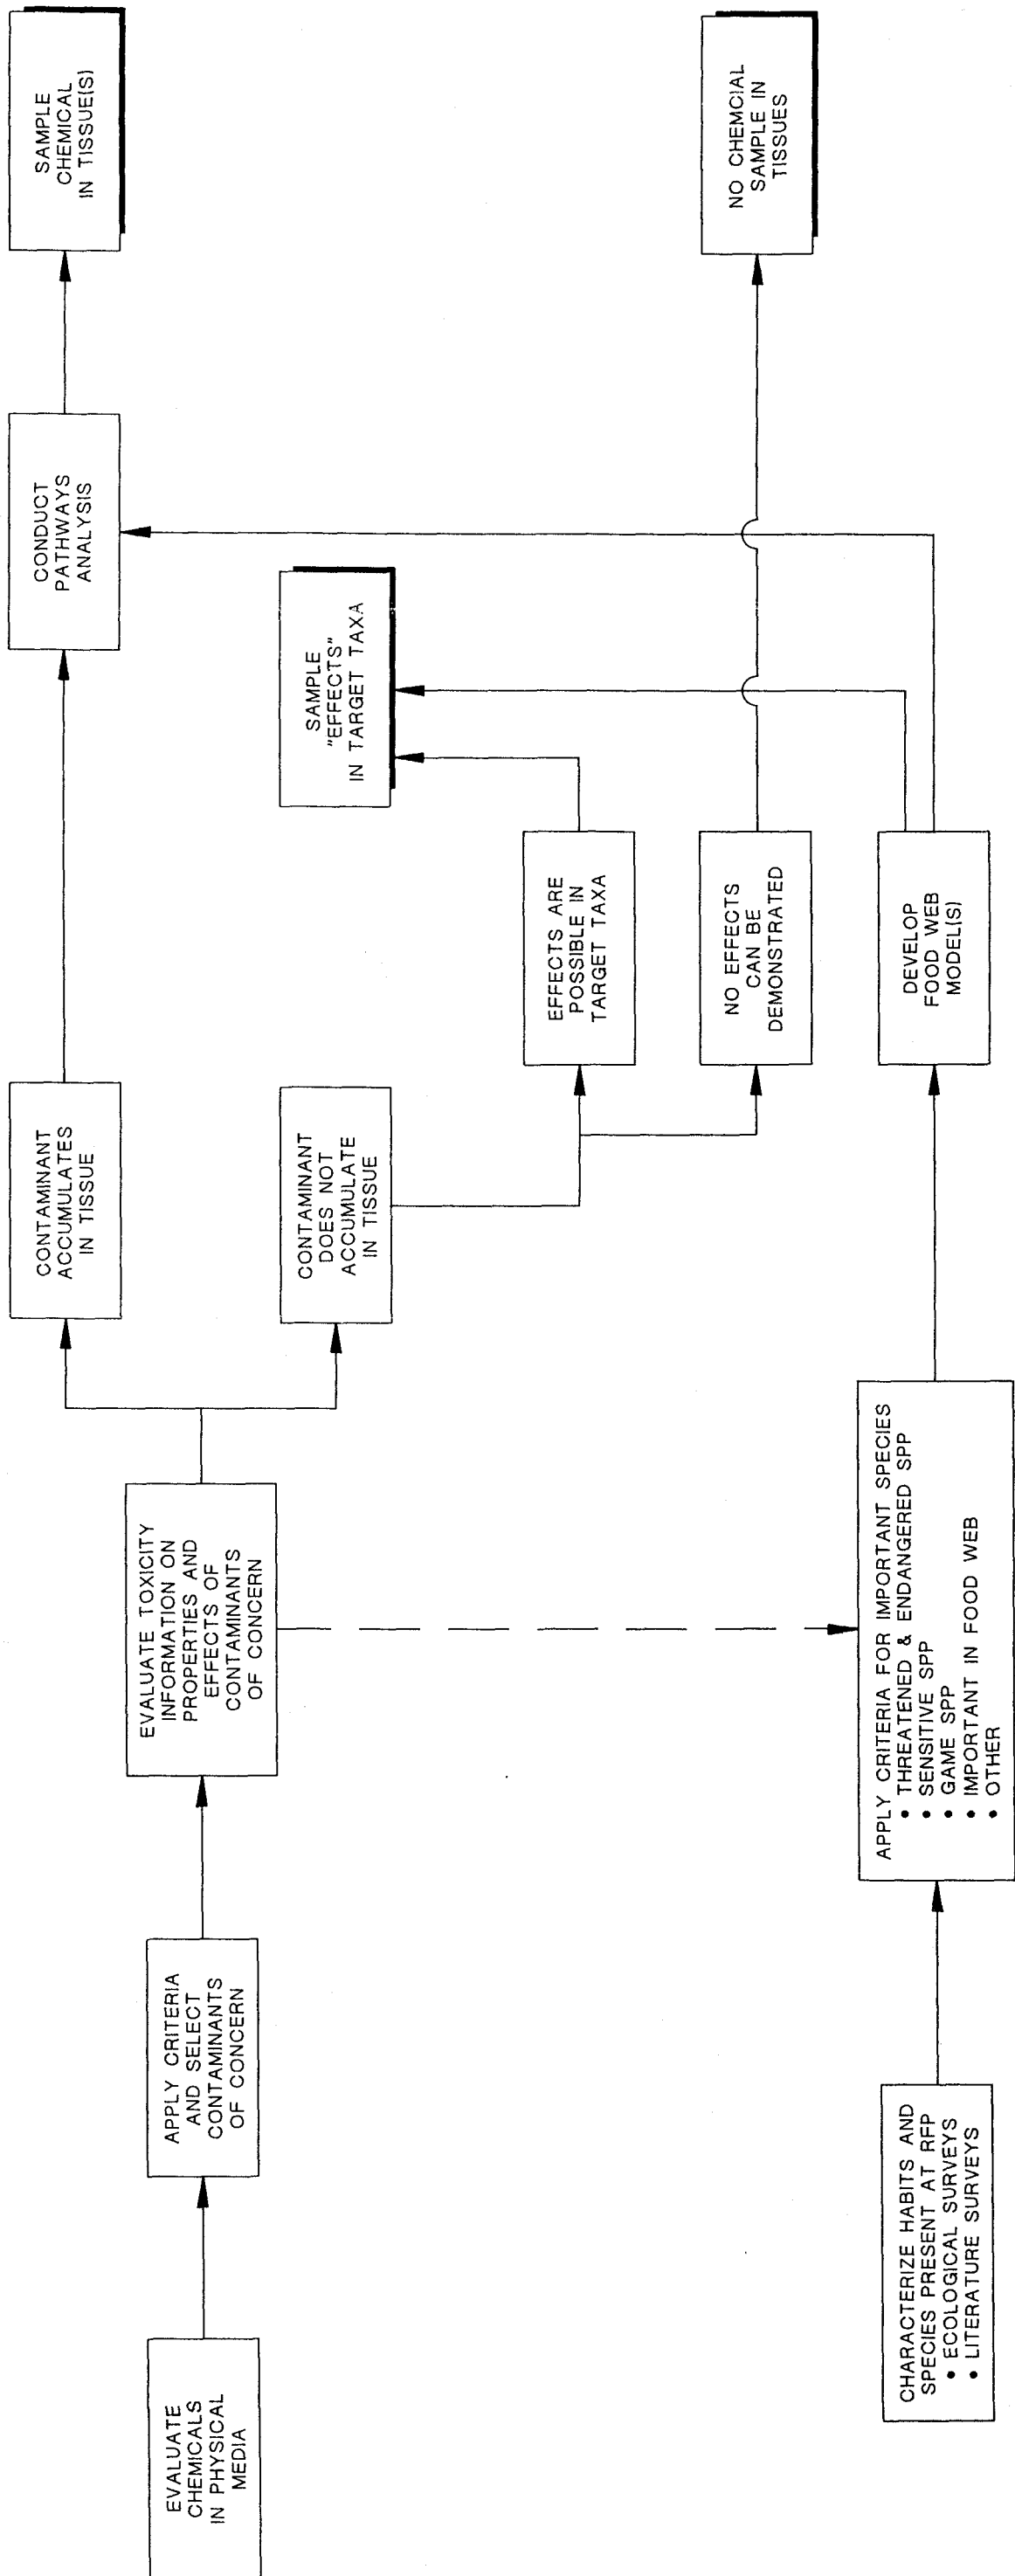 EVALUATE
CHEMICALS
IN PHYSICAL
MEDIA
APPLY CRITERIA
AND SELECT
CONTAMINANTS
OF CONCERN
EVALUATE TOXICITY
INFORMATION ON
PROPERTIES AND
EFFECTS OF
CONTAMINANTS
OF CONCERN
CONTAMINANT
ACCUMULATES
IN TISSUE
CONDUCT
PATHWAYS
ANALYSIS
SAMPLE
CHEMICAL
IN TISSUE(S)
CONTAMINANT
DOES NOT
ACCUMULATE
IN TISSUE
SAMPLE
"EFFECTS"
IN TARGET TAXA
EFFECTS ARE
POSSIBLE IN
TARGET TAXA
NO EFFECTS
CAN BE
DEMONSTRATED
NO CHEMCIAL
SAMPLE IN
TISSUES
CHARACTERIZE HABITS AND
SPECIES PRESENT AT RFP
• ECOLOGICAL SURVEYS
• LITERATURE SURVEYS
APPLY CRITERIA FOR IMPORTANT SPECIES
• THREATENED & ENDANGERED SPP
• SENSITIVE SPP
• GAME SPP
• IMPORTANT IN FOOD WEB
• OTHER
DEVELOP
FOOD WEB
MODEL(S)